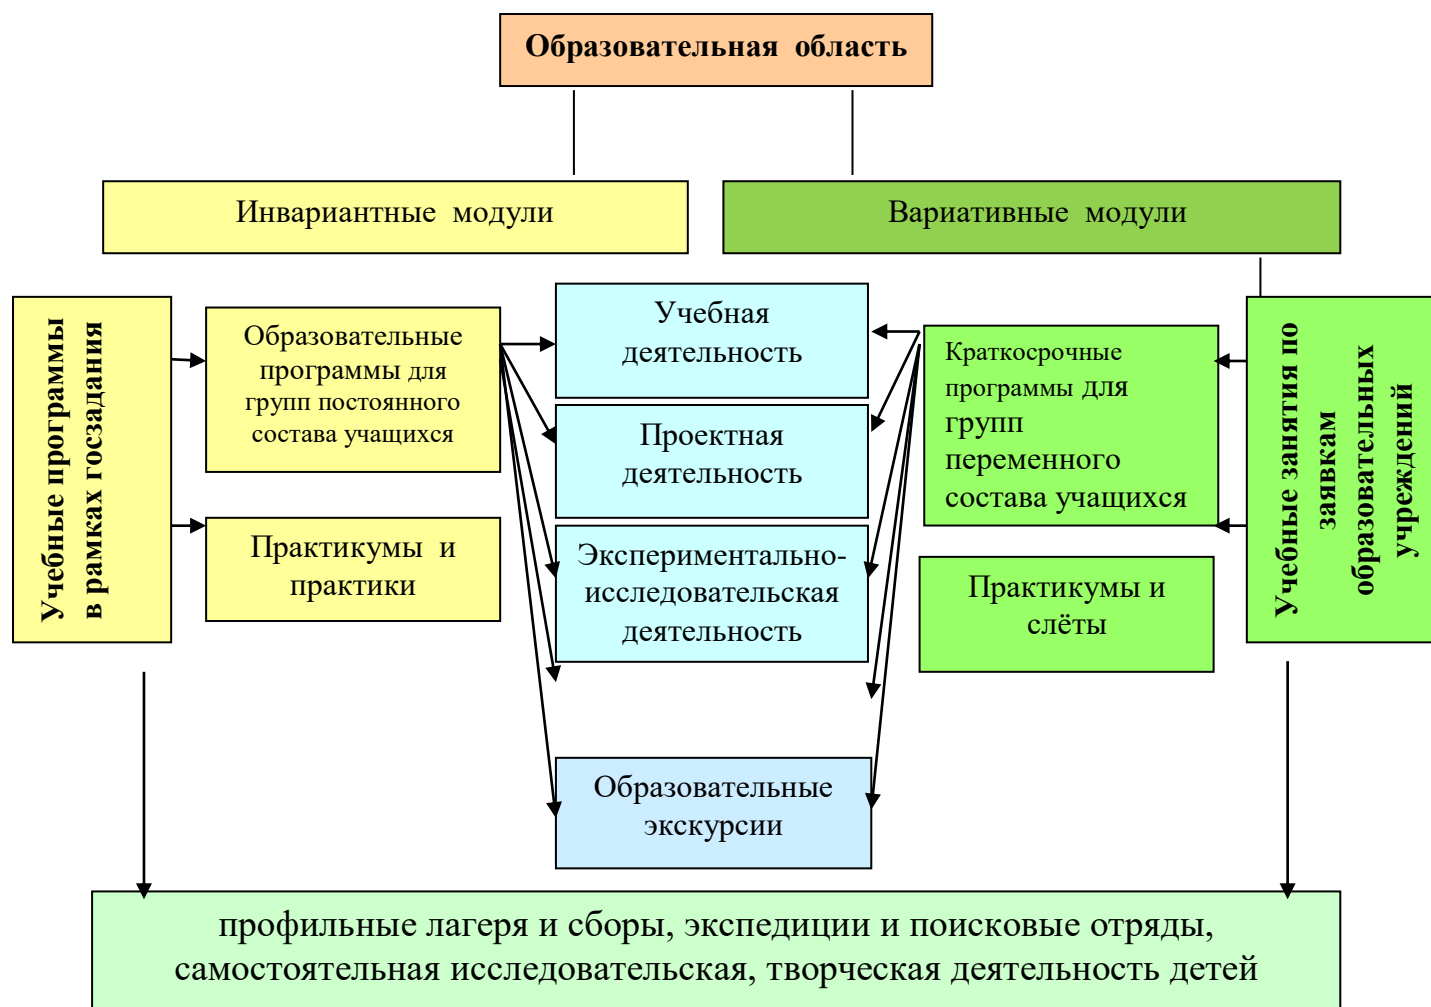 Образовательная область
Инвариантные модули
Вариативные модули
Учебные программы
в рамках госзадания
Образовательные
программы для
групп постоянного
состава учащихся
Практикумы и
практики
Учебная
деятельность
Проектная
деятельность
Экспериментально-
исследовательская
деятельность
Образовательные
экскурсии
Краткосрочные
программы для
групп
переменного
состава учащихся
Практикумы и
слёты
Учебные занятия по
заявкам
образовательных
учреждений
профильные лагеря и сборы, экспедиции и поисковые отряды,
самостоятельная исследовательская, творческая деятельность детей